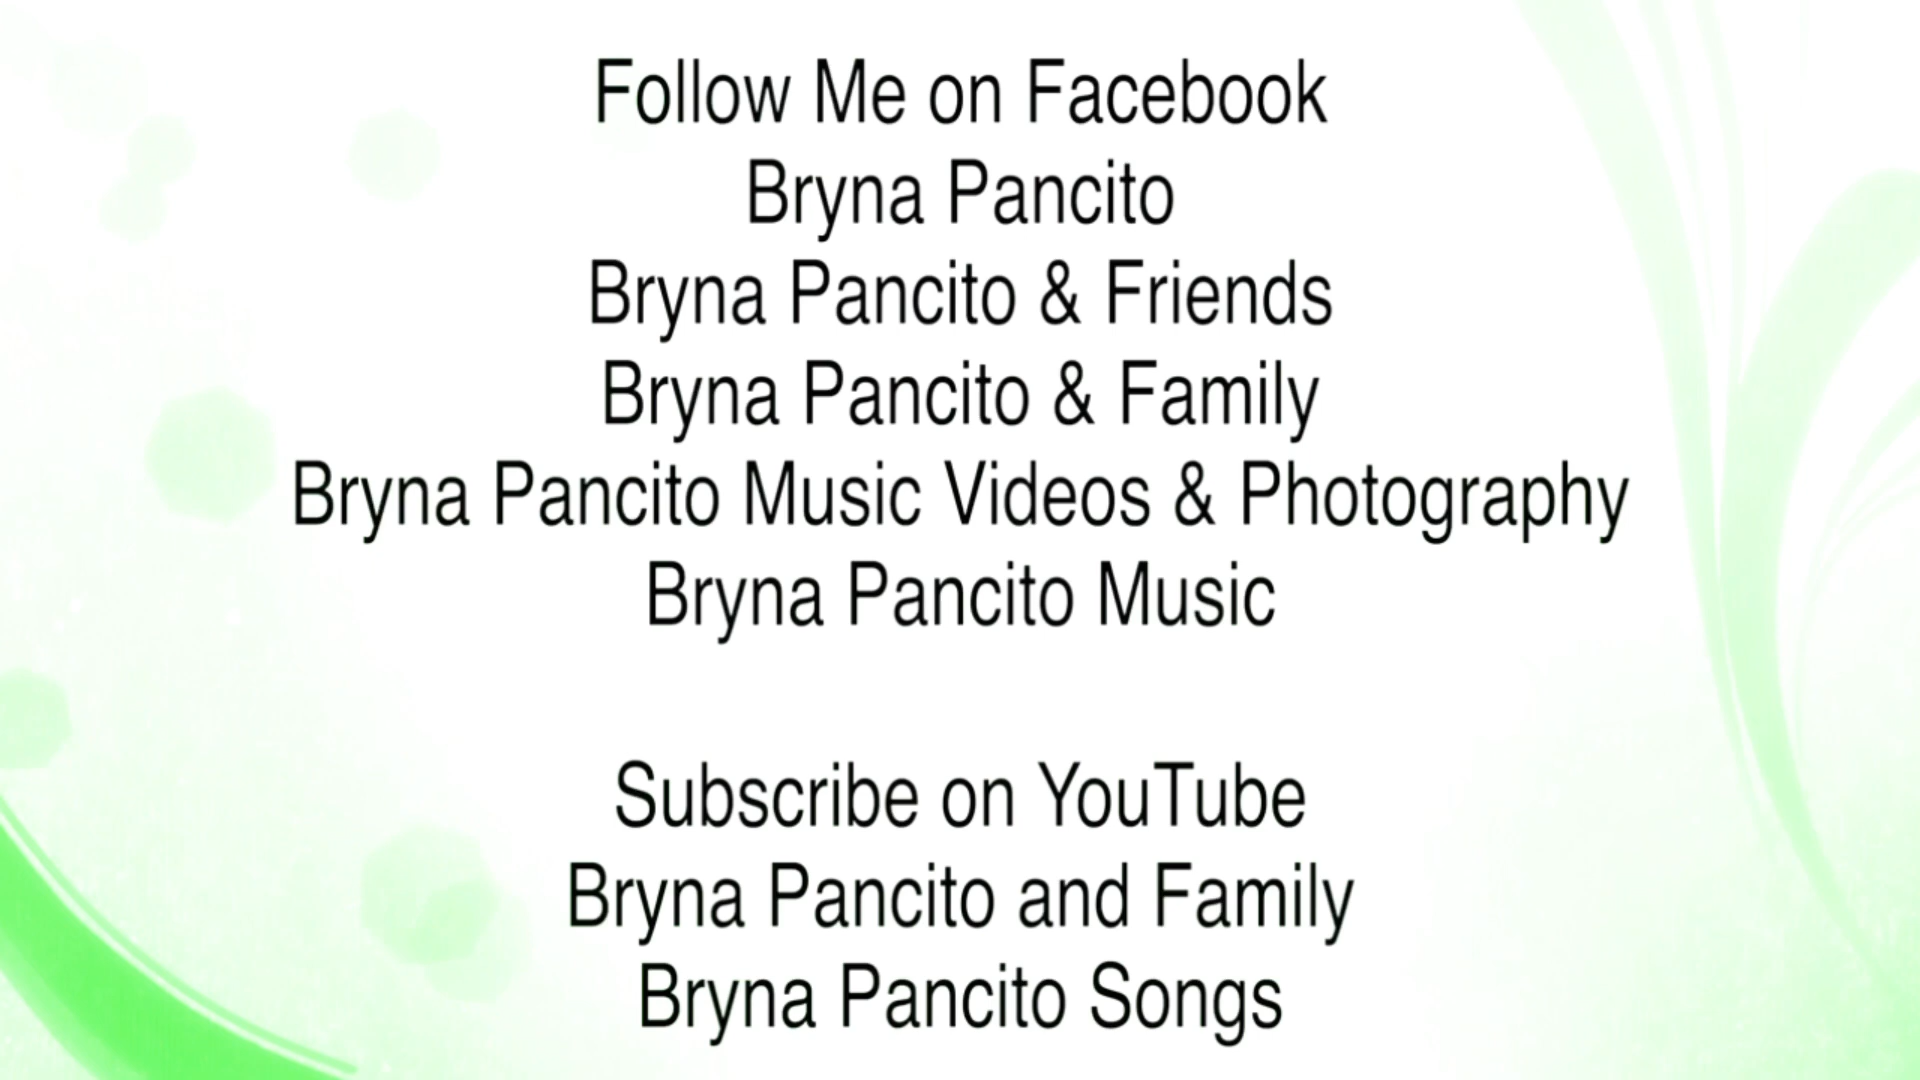 Follow Me on Facebook
Bryna Pancito
Bryna Pancito & Friends
Bryna Pancito & Family
Bryna Pancito Music Videos & Photography
Bryna Pancito Music
Subscribe on YouTube
Bryna Pancito and Family
Bryna Pancito Songs